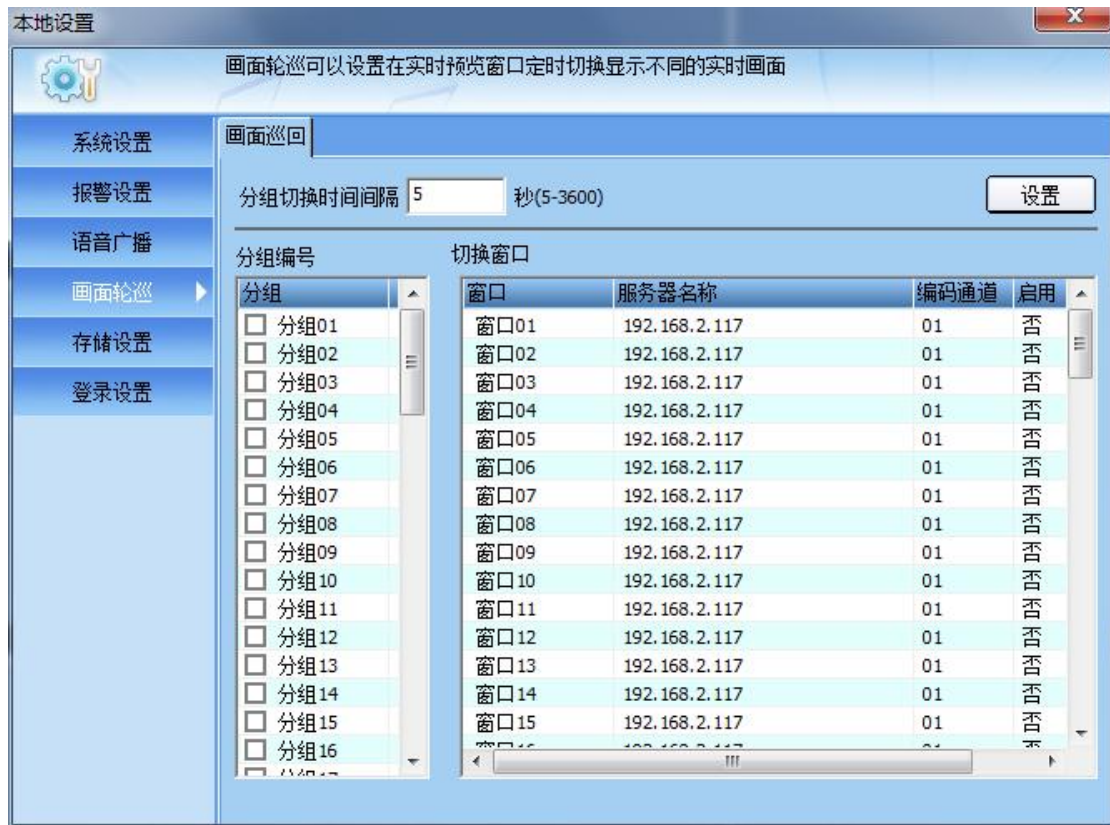 本地设置
画面轮巡可以设置在实时预览窗口定时切换显示不同的实时画面
系统设置
报警设置
语音广播
画面轮巡
存储设置
登录设置
画面巡回
分组切换时间间隔 5 秒(5-3600) 设置
分组编号 切换窗口
分组 窗口 服务器名称 编码通道 启用
分组01 窗口01 192.168.2.117 01 否
分组02 窗口02 192.168.2.117 01 否
分组03 窗口03 192.168.2.117 01 否
分组04 窗口04 192.168.2.117 01 否
分组05 窗口05 192.168.2.117 01 否
分组06 窗口06 192.168.2.117 01 否
分组07 窗口07 192.168.2.117 01 否
分组08 窗口08 192.168.2.117 01 否
分组09 窗口09 192.168.2.117 01 否
分组10 窗口10 192.168.2.117 01 否
分组11 窗口11 192.168.2.117 01 否
分组12 窗口12 192.168.2.117 01 否
分组13 窗口13 192.168.2.117 01 否
分组14 窗口14 192.168.2.117 01 否
分组15 窗口15 192.168.2.117 01 否
分组16